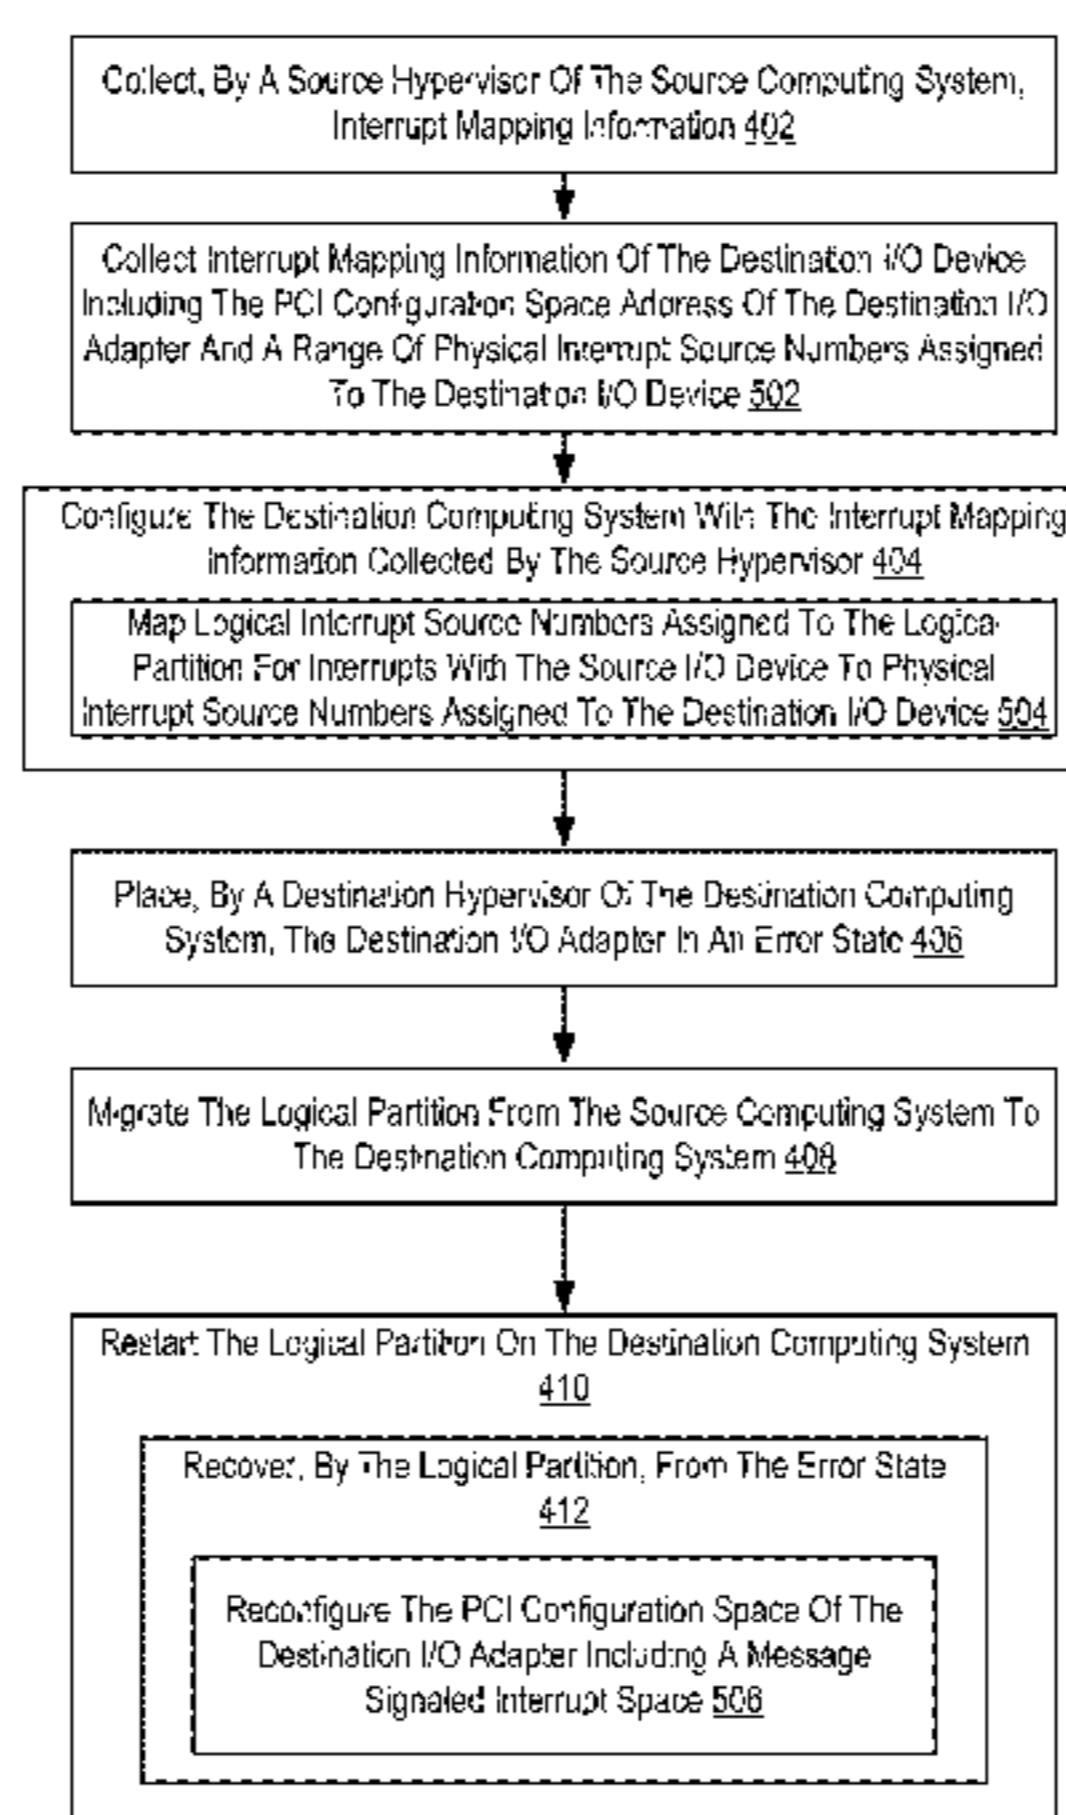 Collect, By A Source Hypervisor Of The Source Computing System,
Interrupt Mapping Information 402
Collect Interrupt Mapping Information Of The Destination I/O Device
Including The PCI Configuration Space Address Of The Destination I/O
Adapter And A Range Of Physical Interrupt Source Numbers Assigned
To The Destination I/O Device 502
Configure The Destination Computing System With The Interrupt Mapping
Information Collected By The Source Hypervisor 404
Map Logical Interrupt Source Numbers Assigned To The Logical
Partition For Interrupts With The Source I/O Device To Physical
Interrupt Source Numbers Assigned To The Destination I/O Device 504
Place, By A Destination Hypervisor Of The Destination Computing
System, The Destination I/O Adapter In An Error State 406
Migrate The Logical Partition From The Source Computing System To
The Destination Computing System 408
Restart The Logical Partition On The Destination Computing System
410
Recover, By The Logical Partition, From The Error State
412
Reconfigure The PCI Configuration Space Of The
Destination I/O Adapter Including A Message
Signaled Interrupt Space 506